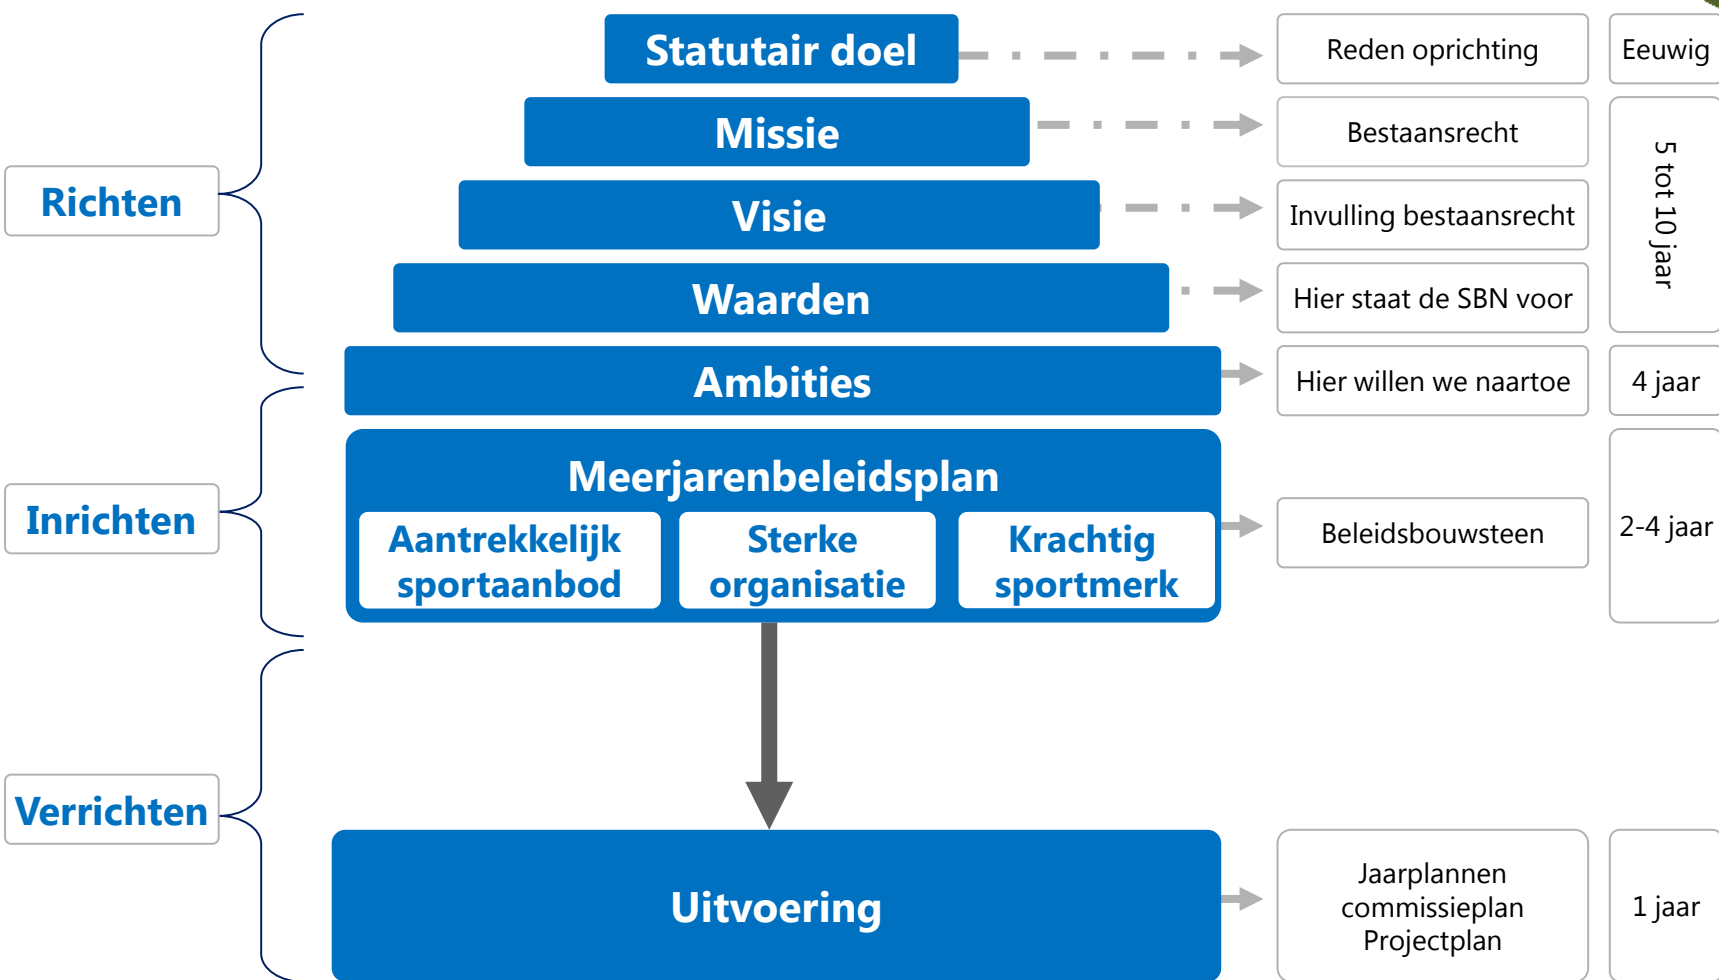 Statutair doel
Reden oprichting
Eeuwig
Missie
Bestaansrecht
5 tot 10 jaar
Richten
Visie
Invulling bestaansrecht
Waarden
Hier staat de SBN voor
Ambities
Hier willen we naartoe
4 jaar
Inrichten
Meerjarenbeleidsplan
Aantrekkelijk
sportaanbod
Sterke
organisatie
Krachtig
sportmerk
Beleidsbouwsteen
2-4 jaar
Verrichten
Uitvoering
Jaarplannen
commissieplan
Projectplan
1 jaar